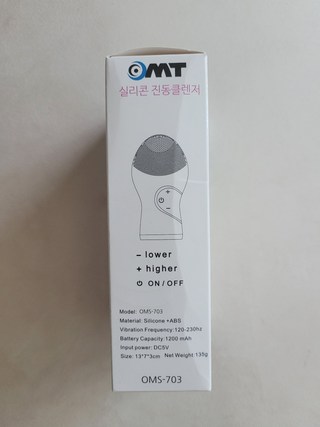 OMT
실리콘 진동클렌저
+
−
− lower
+ higher
⏻ ON / OFF
Model: OMS-703
Material: Silicone +ABS
Vibration Frequency: 120-230Hz
Battery Capacity: 1200 mAh
Input power: DC5V
Size: 13*7*3cm Net Weight 135g
OMS-703